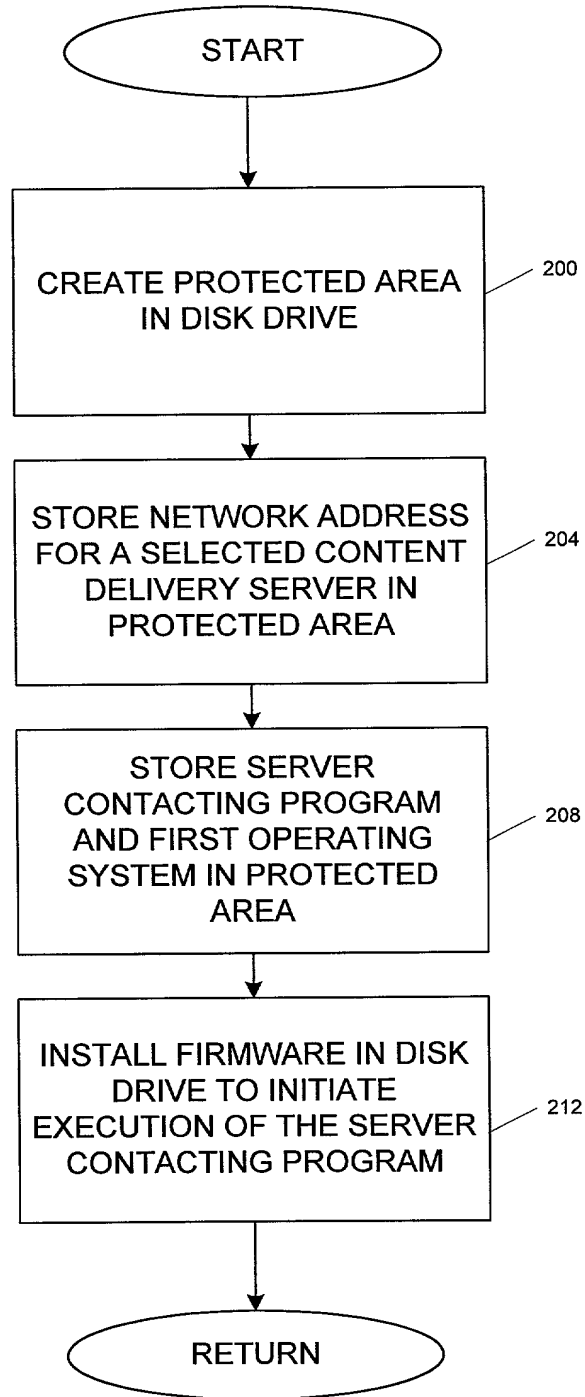 START
CREATE PROTECTED AREA
IN DISK DRIVE
200
STORE NETWORK ADDRESS
FOR A SELECTED CONTENT
DELIVERY SERVER IN
PROTECTED AREA
204
STORE SERVER
CONTACTING PROGRAM
AND FIRST OPERATING
SYSTEM IN PROTECTED
AREA
208
INSTALL FIRMWARE IN DISK
DRIVE TO INITIATE
EXECUTION OF THE SERVER
CONTACTING PROGRAM
212
RETURN